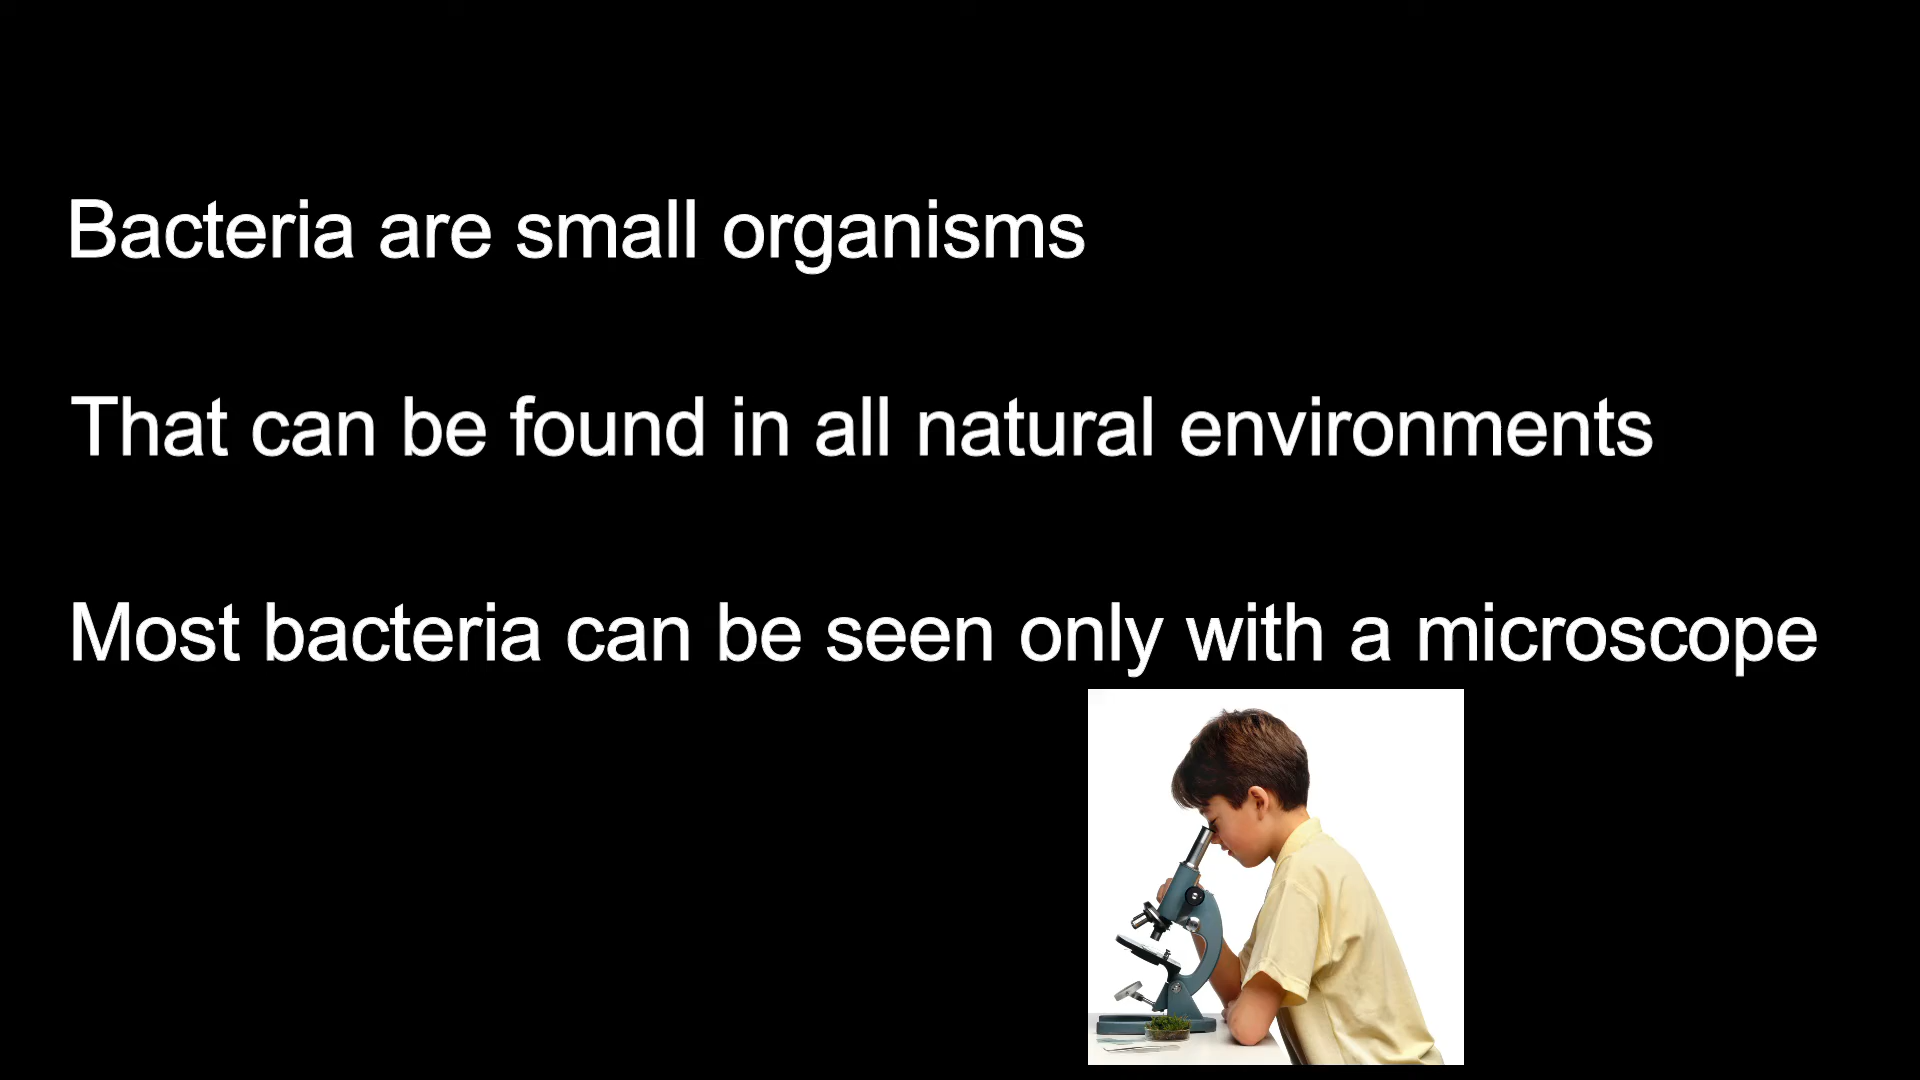 Bacteria are small organisms
That can be found in all natural environments
Most bacteria can be seen only with a microscope